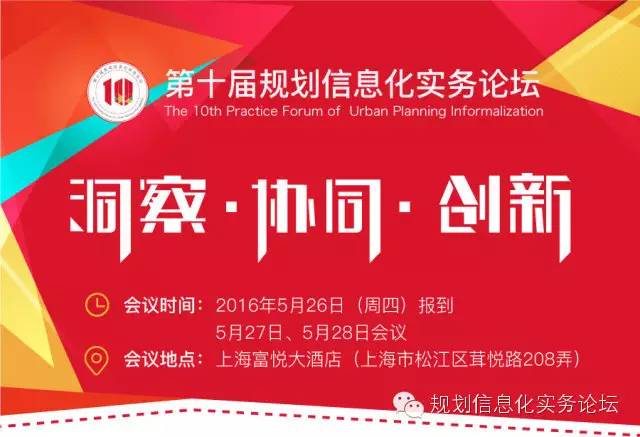 第十届规划信息化实务论坛
The 10th Practice Forum of Urban Planning Informalization
洞察·协同·创新
会议时间：2016年5月26日（周四）报到
5月27日、5月28日会议
会议地点：上海富悦大酒店（上海市松江区茸悦路208弄）
规划信息化实务论坛